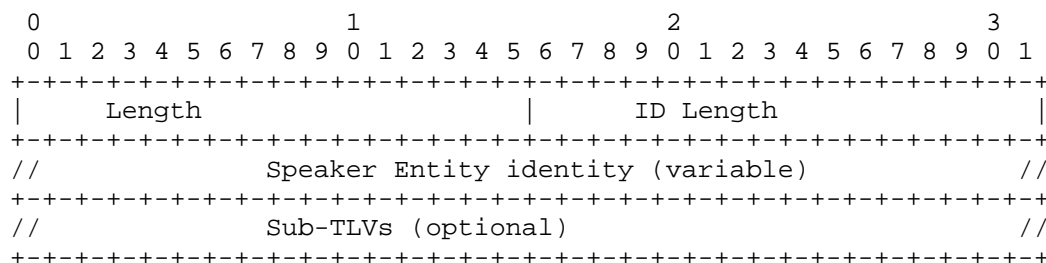 0                   1                   2                   3
 0 1 2 3 4 5 6 7 8 9 0 1 2 3 4 5 6 7 8 9 0 1 2 3 4 5 6 7 8 9 0 1
+-+-+-+-+-+-+-+-+-+-+-+-+-+-+-+-+-+-+-+-+-+-+-+-+-+-+-+-+-+-+-+-+
|     Length                    |      ID Length                |
+-+-+-+-+-+-+-+-+-+-+-+-+-+-+-+-+-+-+-+-+-+-+-+-+-+-+-+-+-+-+-+-+
//              Speaker Entity identity (variable)             //
+-+-+-+-+-+-+-+-+-+-+-+-+-+-+-+-+-+-+-+-+-+-+-+-+-+-+-+-+-+-+-+-+
//              Sub-TLVs (optional)                            //
+-+-+-+-+-+-+-+-+-+-+-+-+-+-+-+-+-+-+-+-+-+-+-+-+-+-+-+-+-+-+-+-+